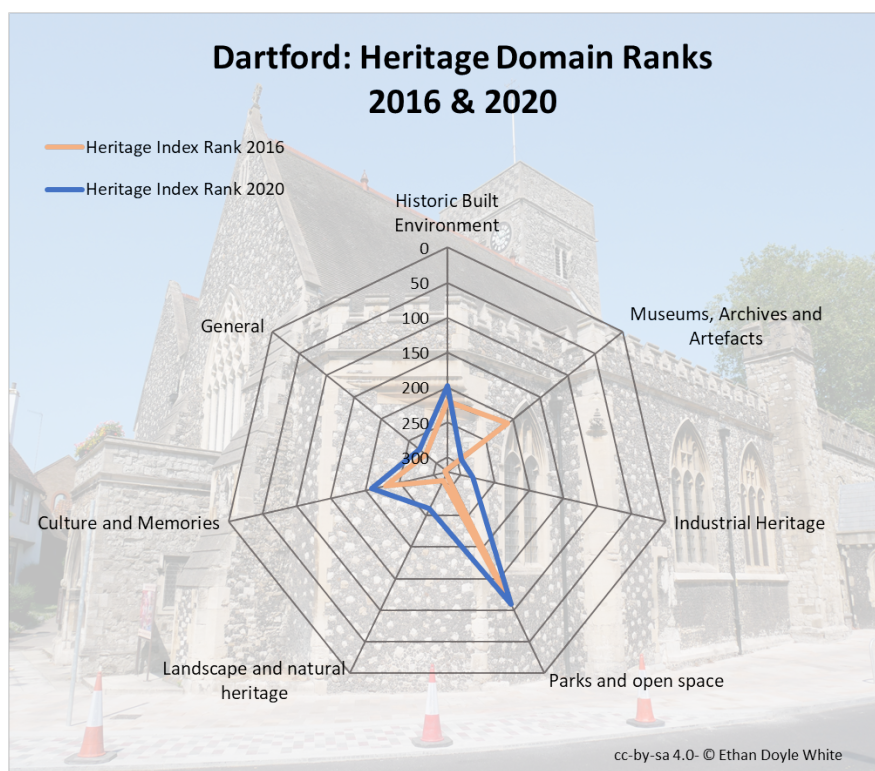 Dartford: Heritage Domain Ranks
2016 & 2020
Heritage Index Rank 2016
Heritage Index Rank 2020
Historic Built
Environment
0
50
100
150
200
250
300
Museums, Archives and
Artefacts
General
Industrial Heritage
Culture and Memories
Parks and open space
Landscape and natural
heritage
cc-by-sa 4.0- © Ethan Doyle White